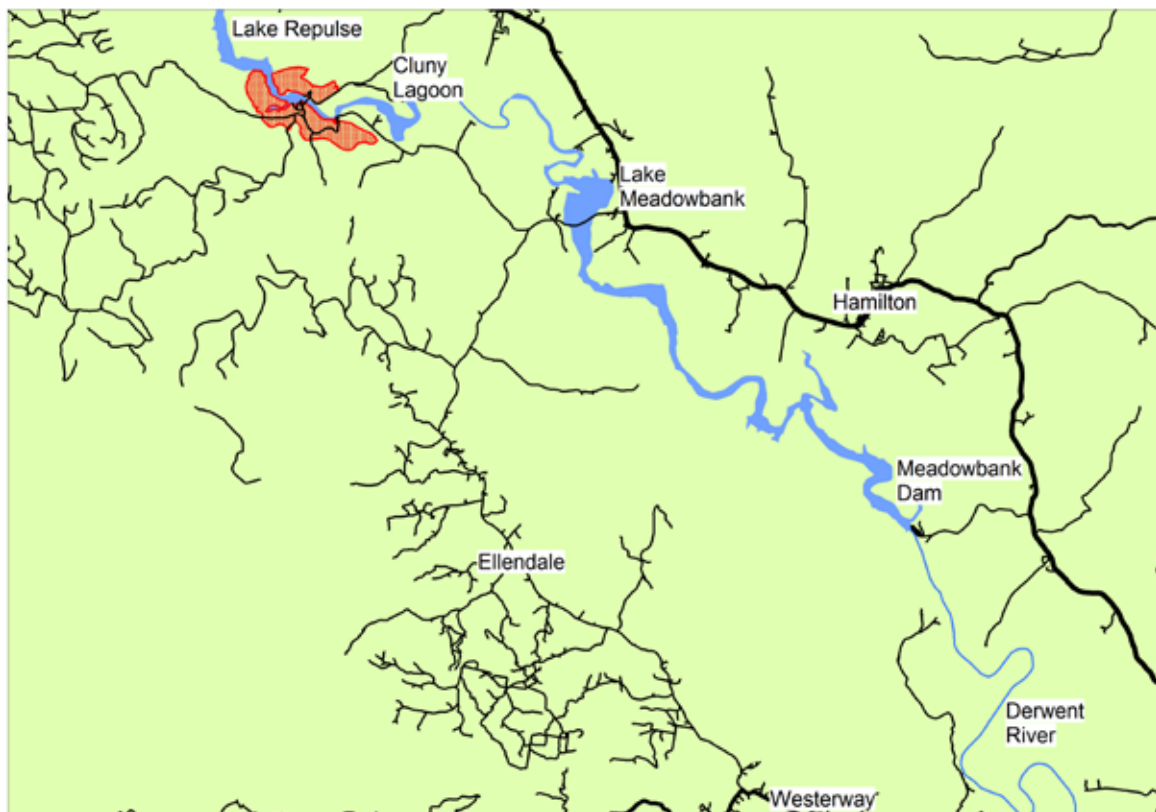 Lake Repulse
Cluny
Lagoon
Lake
Meadowbank
Hamilton
Meadowbank
Dam
Ellendale
Derwent
River
Westerway